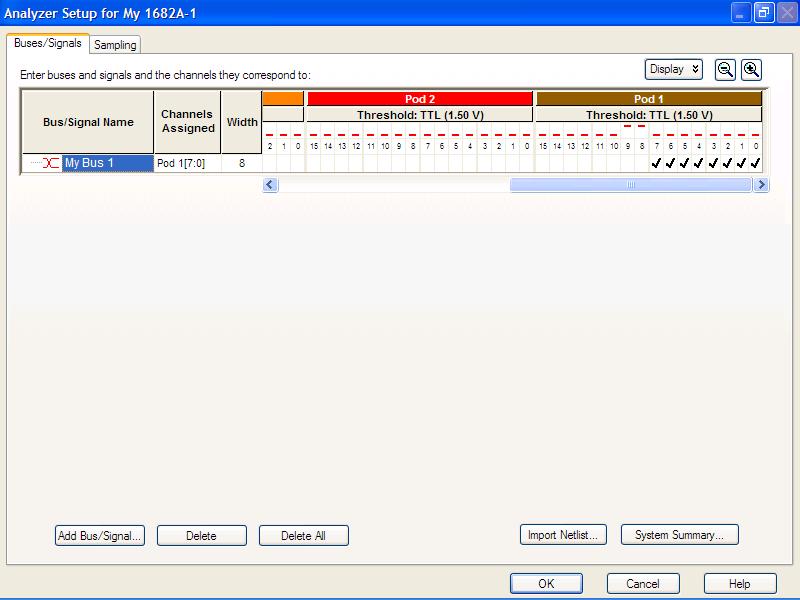 Analyzer Setup for My 1682A-1
Buses/Signals Sampling
Enter buses and signals and the channels they correspond to:
Display
Bus/Signal Name
Channels Assigned
Width
Pod 2
Pod 1
Threshold: TTL (1.50 V)
Threshold: TTL (1.50 V)
2 1 0 15 14 13 12 11 10 9 8 7 6 5 4 3 2 1 0 15 14 13 12 11 10 9 8 7 6 5 4 3 2 1 0
My Bus 1 Pod 1[7:0] 8
Add Bus/Signal... Delete Delete All Import Netlist... System Summary...
OK Cancel Help